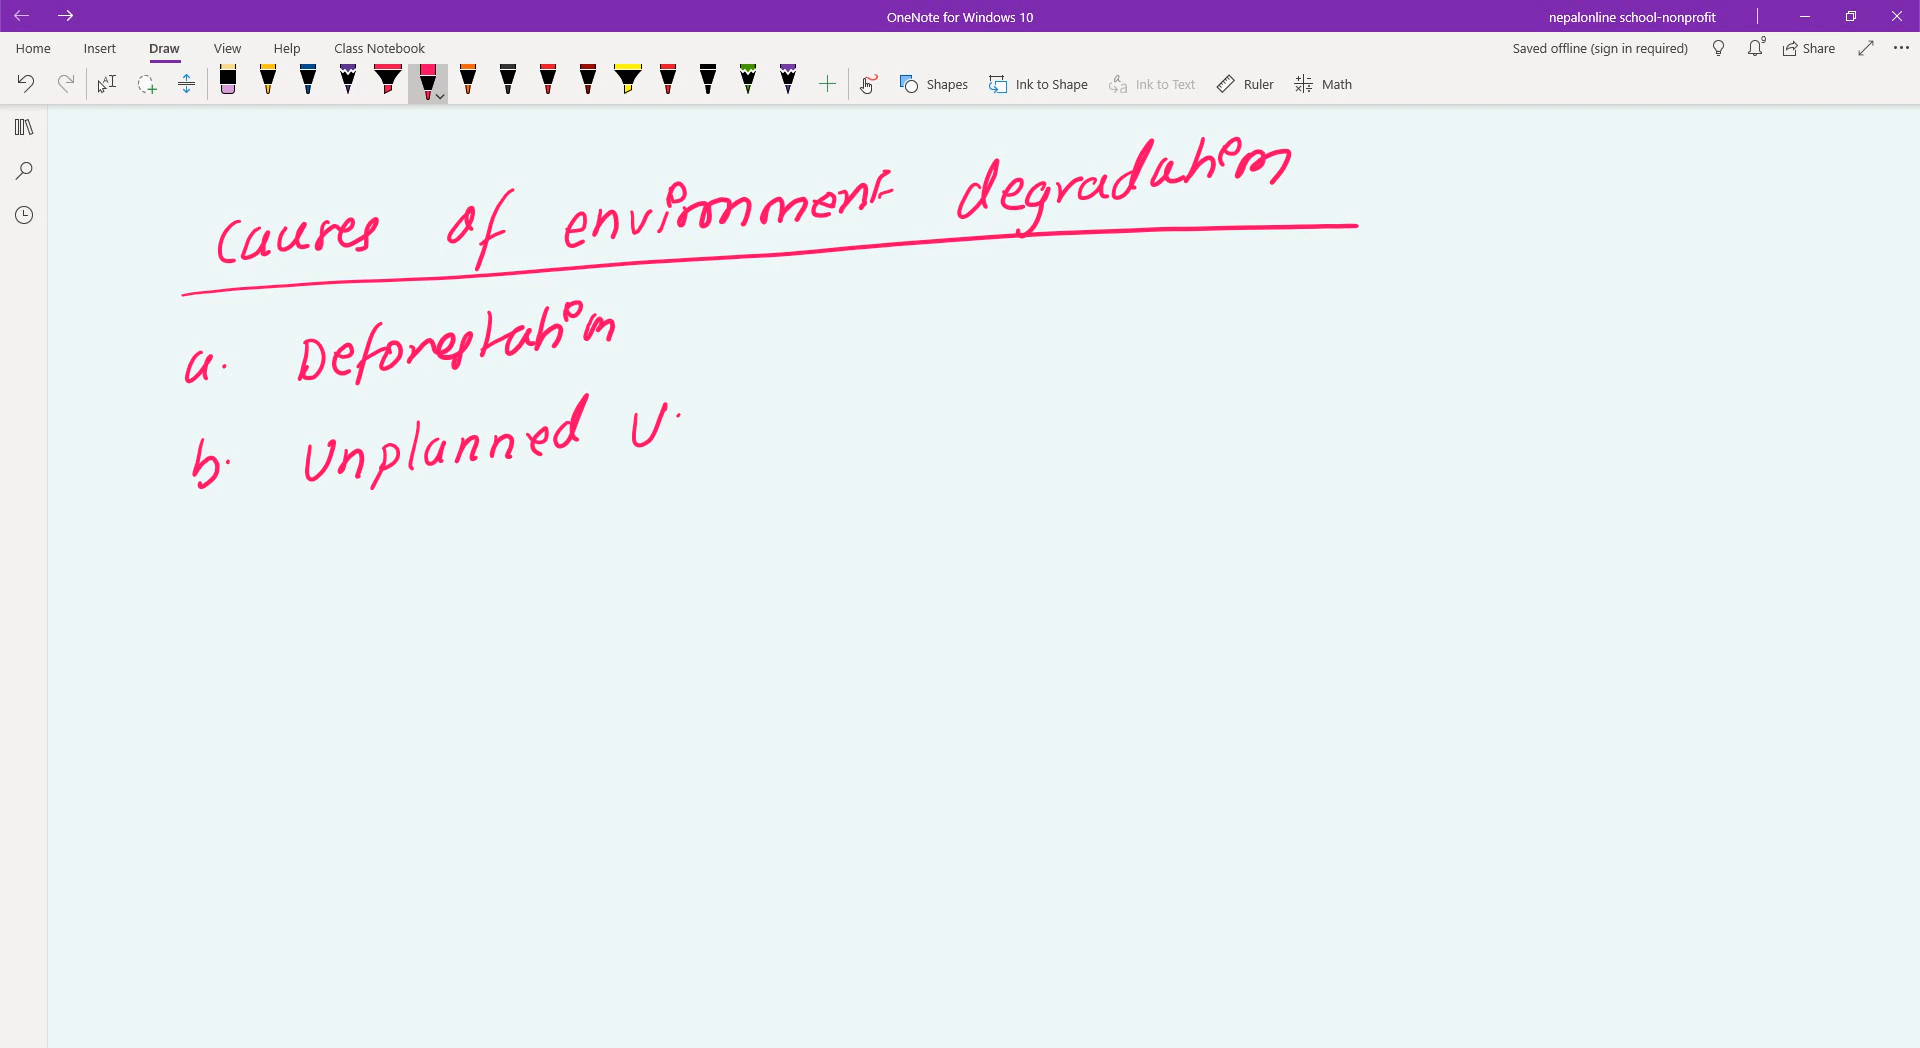 OneNote for Windows 10
nepalonline school-nonprofit
Home Insert Draw View Help Class Notebook
Saved offline (sign in required)
9
Share
Shapes Ink to Shape Ink to Text Ruler Math
Causes of environment degradation
a. Deforestation
b. Unplanned U